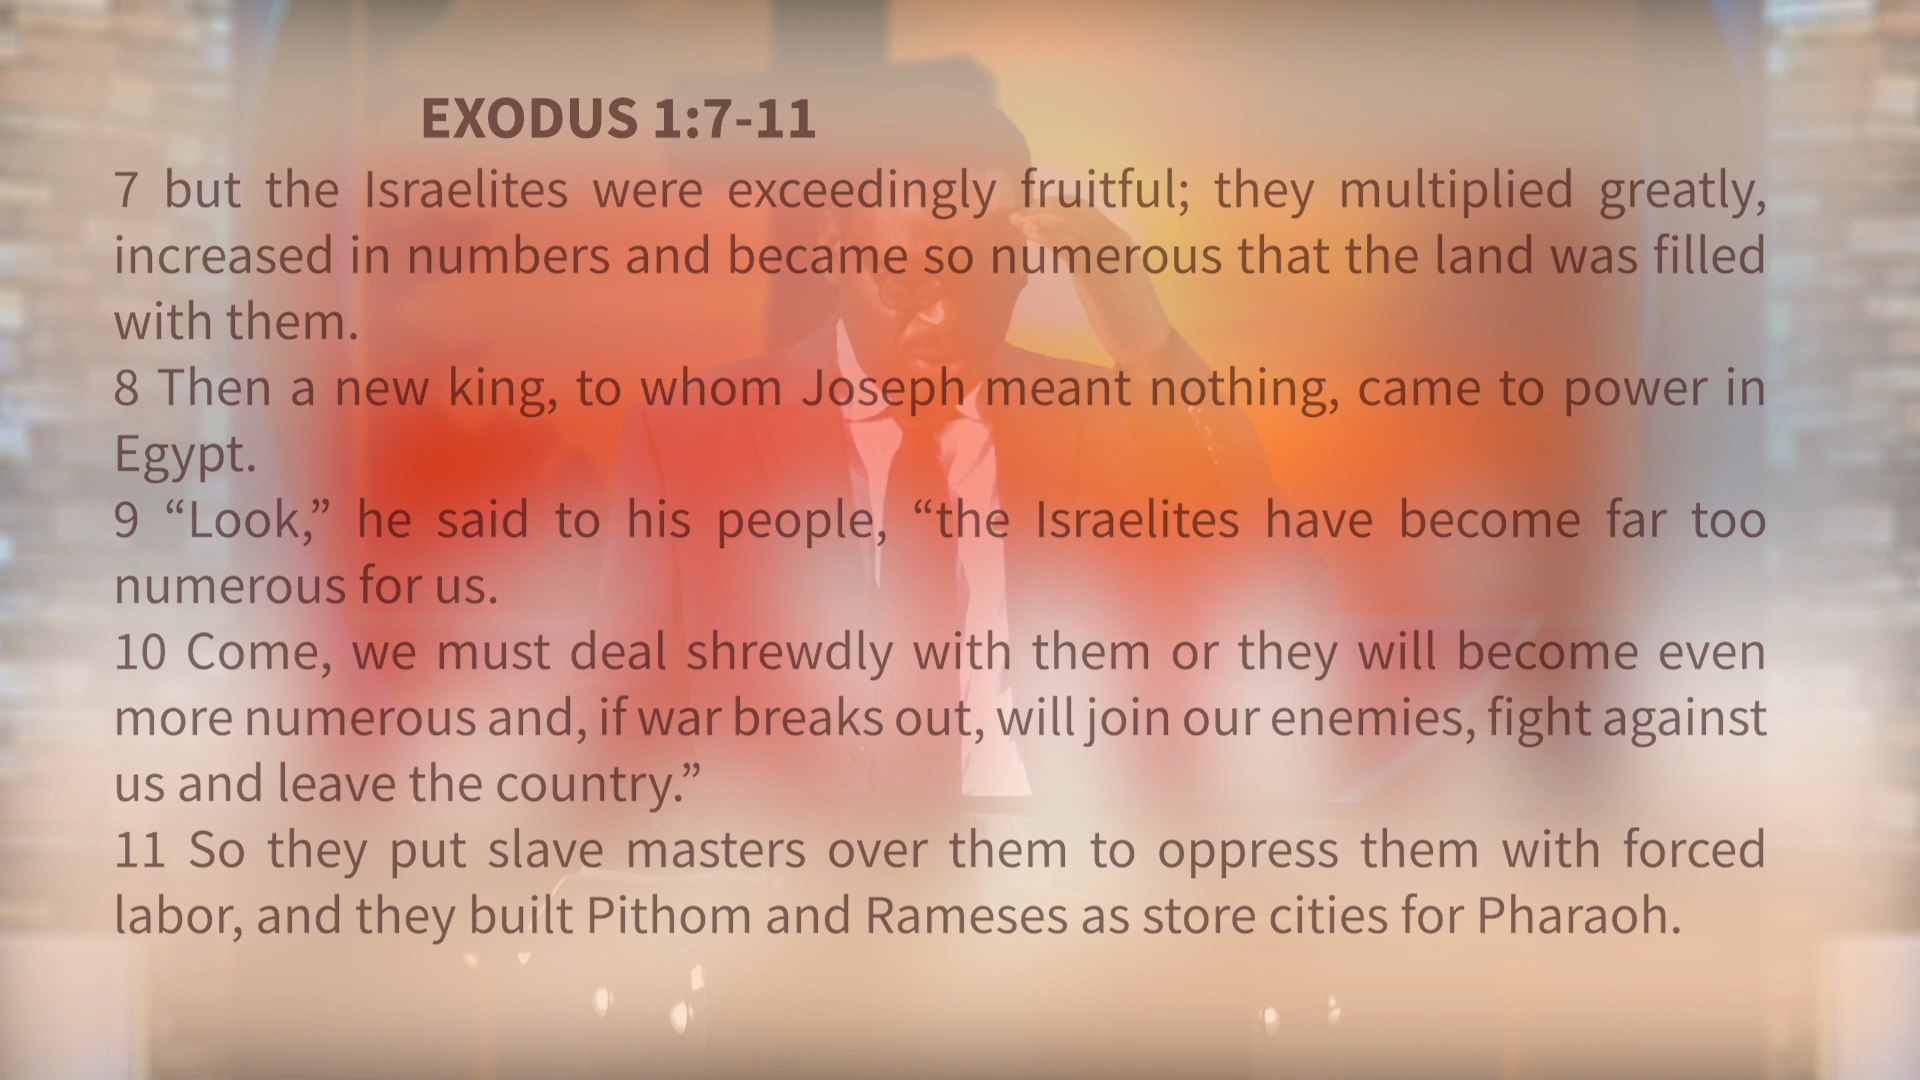 EXODUS 1:7-11
7 but the Israelites were exceedingly fruitful; they multiplied greatly,
increased in numbers and became so numerous that the land was filled
with them.
8 Then a new king, to whom Joseph meant nothing, came to power in
Egypt.
9 “Look,” he said to his people, “the Israelites have become far too
numerous for us.
10 Come, we must deal shrewdly with them or they will become even
more numerous and, if war breaks out, will join our enemies, fight against
us and leave the country.”
11 So they put slave masters over them to oppress them with forced
labor, and they built Pithom and Rameses as store cities for Pharaoh.